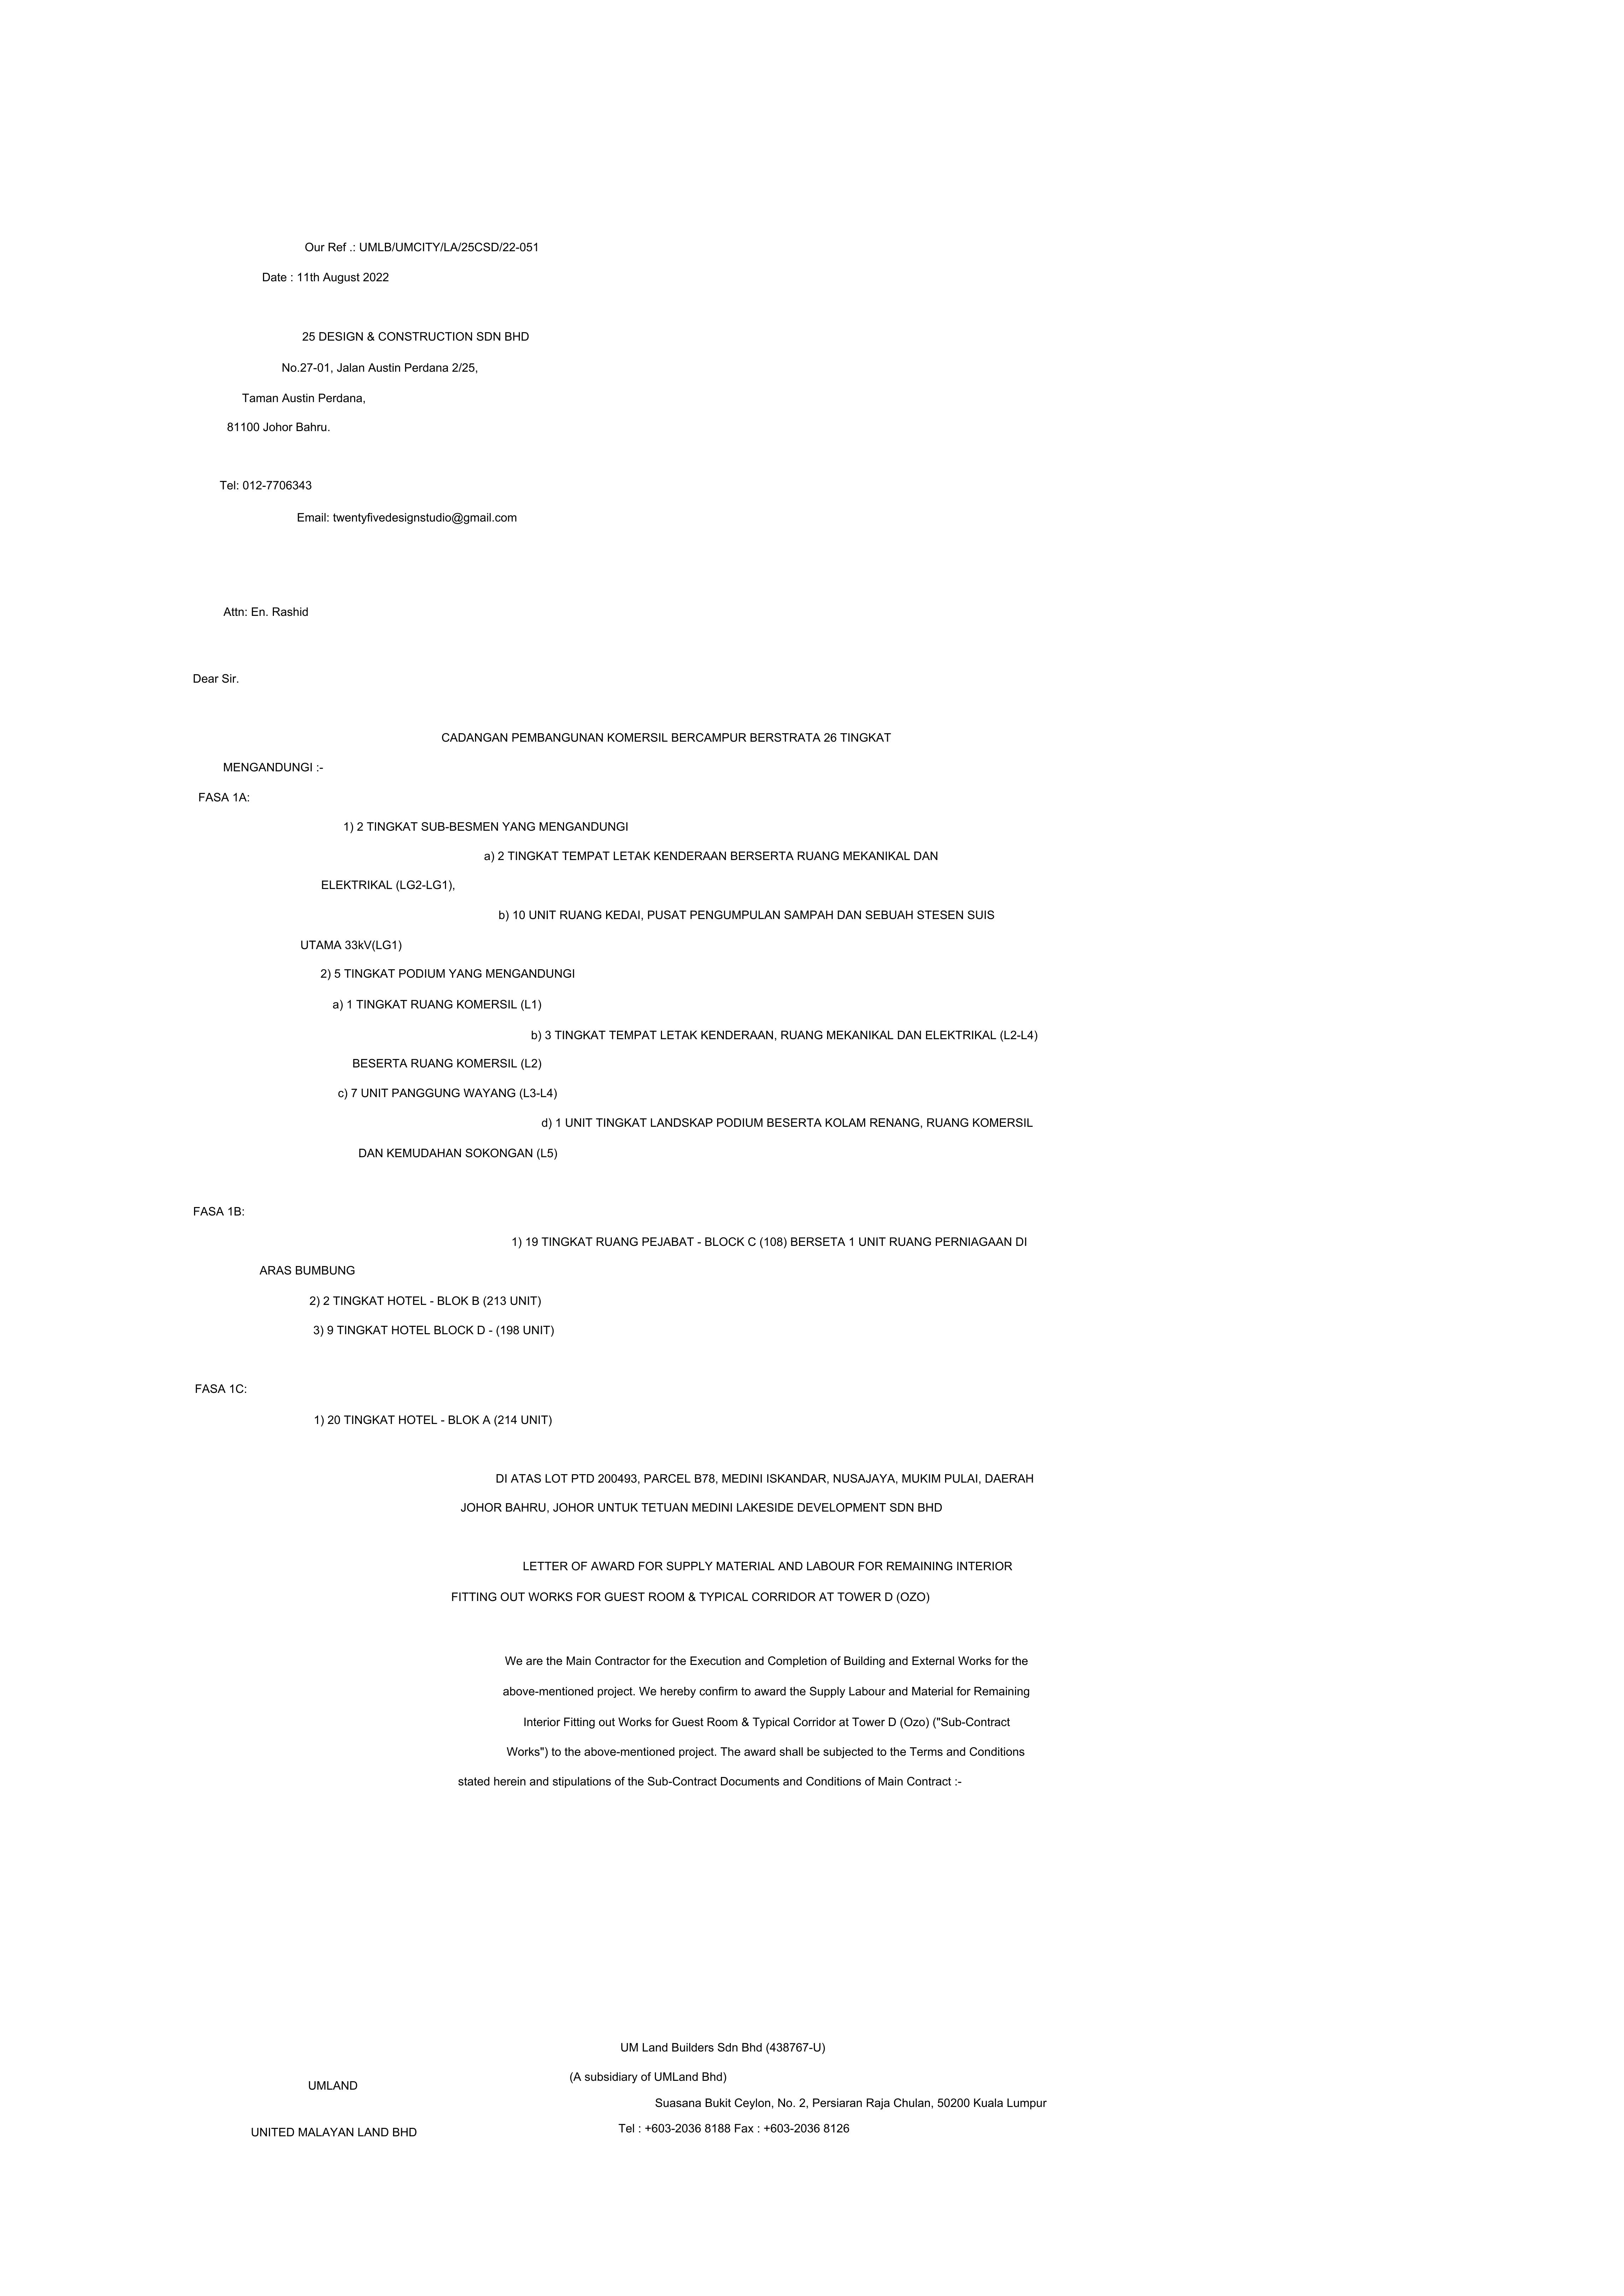 Our Ref .: UMLB/UMCITY/LA/25CSD/22-051
Date : 11th August 2022
25 DESIGN & CONSTRUCTION SDN BHD
No.27-01, Jalan Austin Perdana 2/25,
Taman Austin Perdana,
81100 Johor Bahru.
Tel: 012-7706343
Email: twentyfivedesignstudio@gmail.com
Attn: En. Rashid
Dear Sir.
CADANGAN PEMBANGUNAN KOMERSIL BERCAMPUR BERSTRATA 26 TINGKAT
MENGANDUNGI :-
FASA 1A:
1) 2 TINGKAT SUB-BESMEN YANG MENGANDUNGI
a) 2 TINGKAT TEMPAT LETAK KENDERAAN BERSERTA RUANG MEKANIKAL DAN
ELEKTRIKAL (LG2-LG1),
b) 10 UNIT RUANG KEDAI, PUSAT PENGUMPULAN SAMPAH DAN SEBUAH STESEN SUIS
UTAMA 33kV(LG1)
2) 5 TINGKAT PODIUM YANG MENGANDUNGI
a) 1 TINGKAT RUANG KOMERSIL (L1)
b) 3 TINGKAT TEMPAT LETAK KENDERAAN, RUANG MEKANIKAL DAN ELEKTRIKAL (L2-L4)
BESERTA RUANG KOMERSIL (L2)
c) 7 UNIT PANGGUNG WAYANG (L3-L4)
d) 1 UNIT TINGKAT LANDSKAP PODIUM BESERTA KOLAM RENANG, RUANG KOMERSIL
DAN KEMUDAHAN SOKONGAN (L5)
FASA 1B:
1) 19 TINGKAT RUANG PEJABAT - BLOCK C (108) BERSETA 1 UNIT RUANG PERNIAGAAN DI
ARAS BUMBUNG
2) 2 TINGKAT HOTEL - BLOK B (213 UNIT)
3) 9 TINGKAT HOTEL BLOCK D - (198 UNIT)
FASA 1C:
1) 20 TINGKAT HOTEL - BLOK A (214 UNIT)
DI ATAS LOT PTD 200493, PARCEL B78, MEDINI ISKANDAR, NUSAJAYA, MUKIM PULAI, DAERAH
JOHOR BAHRU, JOHOR UNTUK TETUAN MEDINI LAKESIDE DEVELOPMENT SDN BHD
LETTER OF AWARD FOR SUPPLY MATERIAL AND LABOUR FOR REMAINING INTERIOR
FITTING OUT WORKS FOR GUEST ROOM & TYPICAL CORRIDOR AT TOWER D (OZO)
We are the Main Contractor for the Execution and Completion of Building and External Works for the
above-mentioned project. We hereby confirm to award the Supply Labour and Material for Remaining
Interior Fitting out Works for Guest Room & Typical Corridor at Tower D (Ozo) ("Sub-Contract
Works") to the above-mentioned project. The award shall be subjected to the Terms and Conditions
stated herein and stipulations of the Sub-Contract Documents and Conditions of Main Contract :-
UM Land Builders Sdn Bhd (438767-U)
(A subsidiary of UMLand Bhd)
UMLAND
Suasana Bukit Ceylon, No. 2, Persiaran Raja Chulan, 50200 Kuala Lumpur
Tel : +603-2036 8188 Fax : +603-2036 8126
UNITED MALAYAN LAND BHD